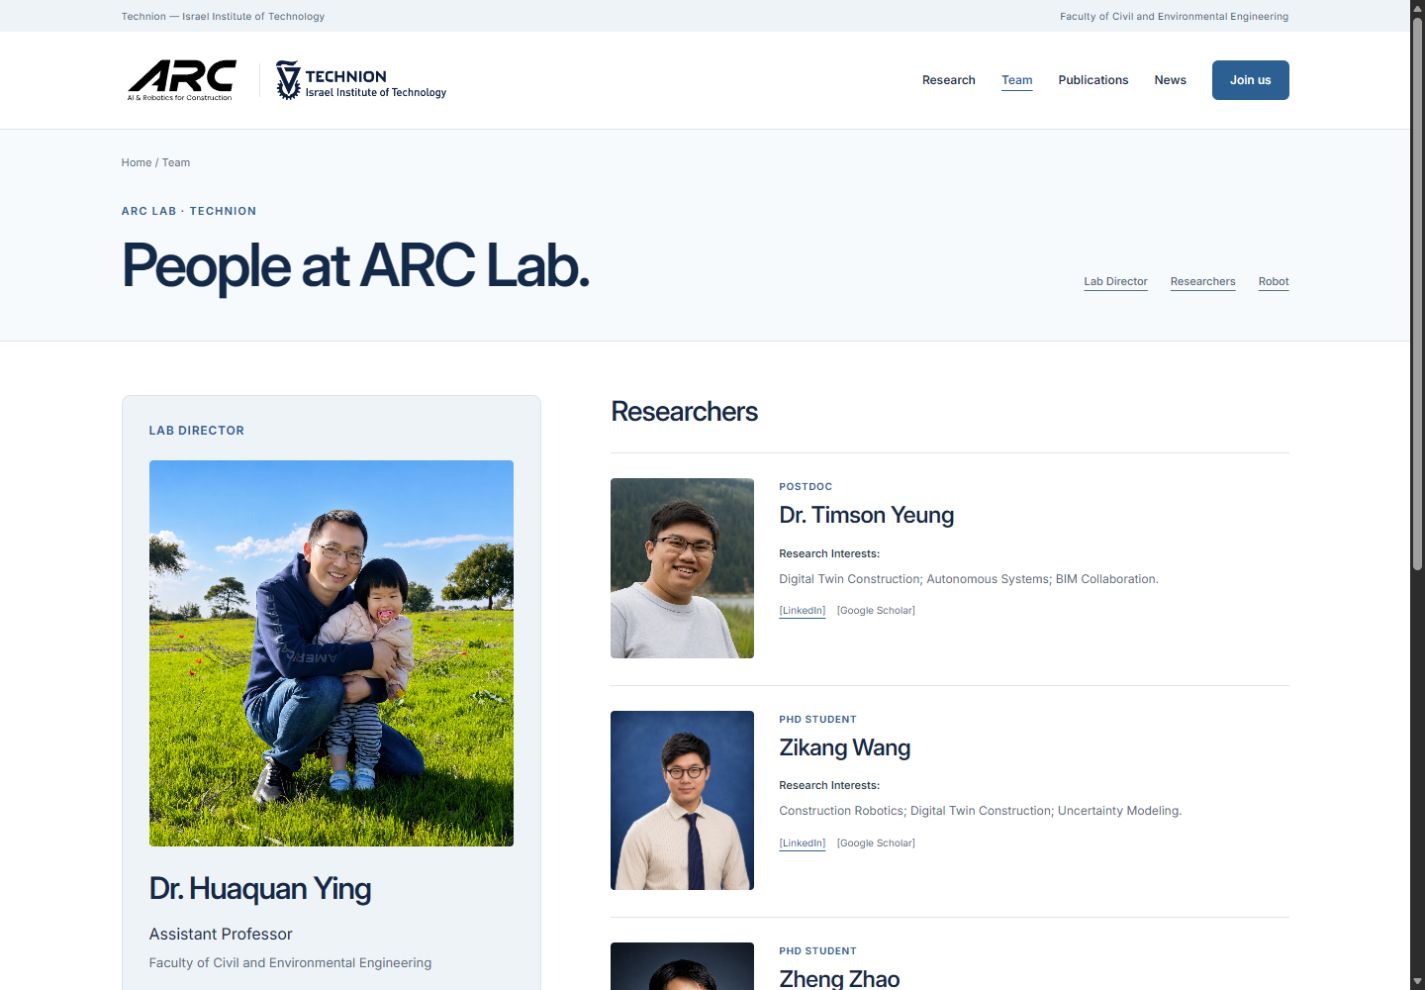 Technion — Israel Institute of Technology
Faculty of Civil and Environmental Engineering
ARC
AI & Robotics for Construction
TECHNION
Israel Institute of Technology
Research
Team
Publications
News
Join us
Home / Team
ARC LAB · TECHNION
People at ARC Lab.
Lab Director
Researchers
Robot
LAB DIRECTOR
AMERICA
Dr. Huaquan Ying
Assistant Professor
Faculty of Civil and Environmental Engineering
Researchers
POSTDOC
Dr. Timson Yeung
Research Interests:
Digital Twin Construction; Autonomous Systems; BIM Collaboration.
[LinkedIn] [Google Scholar]
PHD STUDENT
Zikang Wang
Research Interests:
Construction Robotics; Digital Twin Construction; Uncertainty Modeling.
[LinkedIn] [Google Scholar]
PHD STUDENT
Zheng Zhao